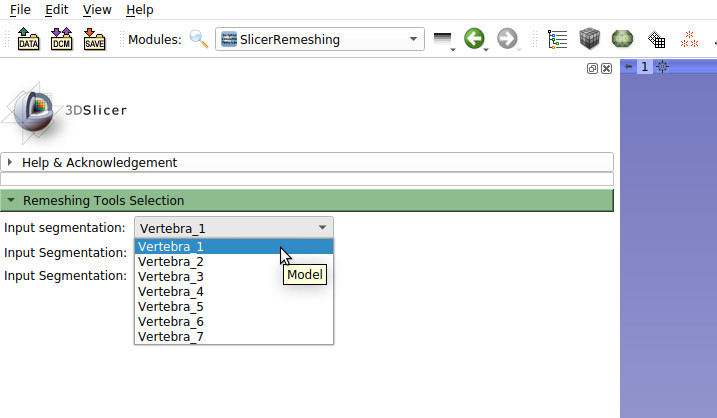 File Edit View Help
DATA DCM SAVE Modules: SlicerRemeshing
1
3DSlicer
Help & Acknowledgement
Remeshing Tools Selection
Input segmentation: Vertebra_1
Input Segmentation: Vertebra_1
Vertebra_2
Input Segmentation: Vertebra_3
Model
Vertebra_4
Vertebra_5
Vertebra_6
Vertebra_7